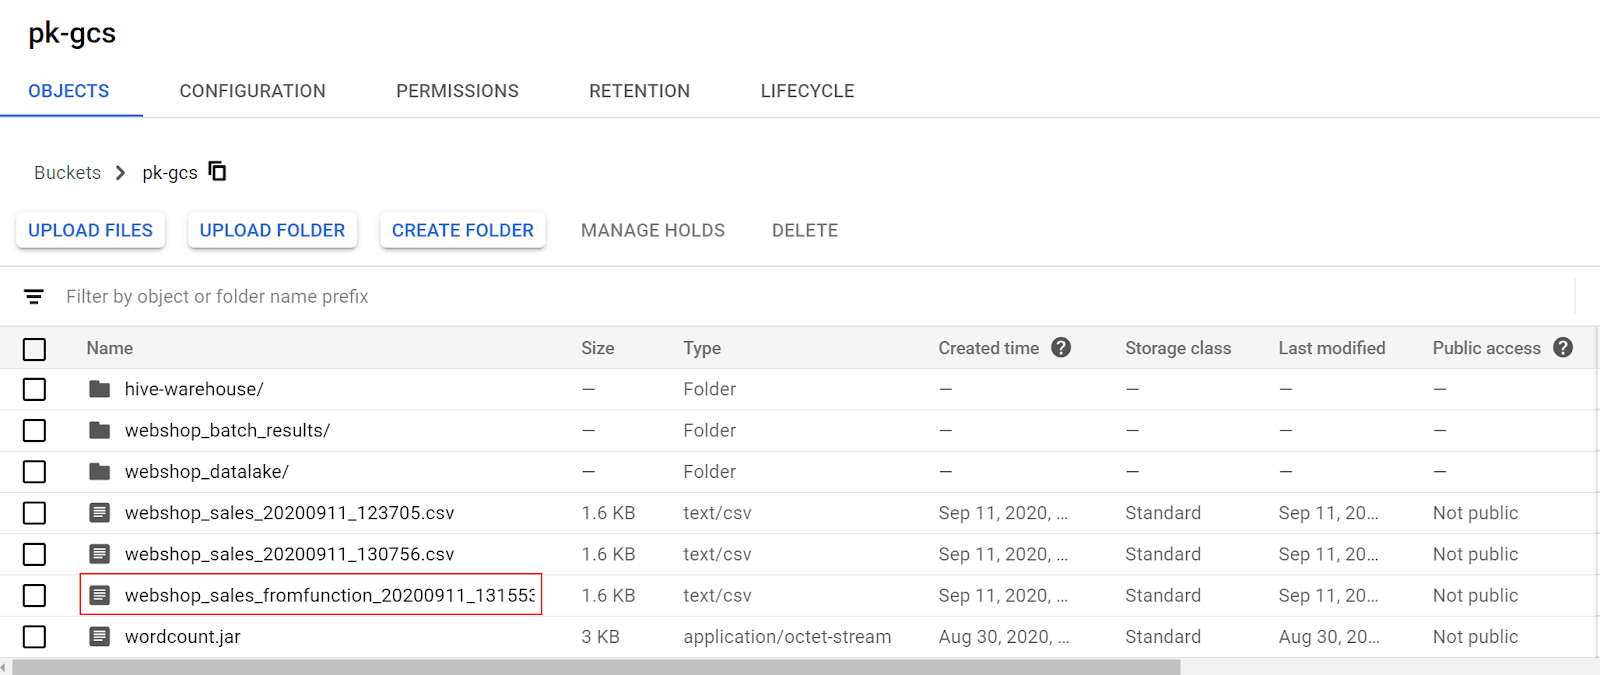 pk-gcs
OBJECTS CONFIGURATION PERMISSIONS RETENTION LIFECYCLE
Buckets pk-gcs
UPLOAD FILES UPLOAD FOLDER CREATE FOLDER MANAGE HOLDS DELETE
Filter by object or folder name prefix
Name Size Type Created time ? Storage class Last modified Public access ?
hive-warehouse/ — Folder — — — —
webshop_batch_results/ — Folder — — — —
webshop_datalake/ — Folder — — — —
webshop_sales_20200911_123705.csv 1.6 KB text/csv Sep 11, 2020, ... Standard Sep 11, 20... Not public
webshop_sales_20200911_130756.csv 1.6 KB text/csv Sep 11, 2020, ... Standard Sep 11, 20... Not public
webshop_sales_fromfunction_20200911_131553 1.6 KB text/csv Sep 11, 2020, ... Standard Sep 11, 20... Not public
wordcount.jar 3 KB application/octet-stream Aug 30, 2020, ... Standard Aug 30, 20... Not public